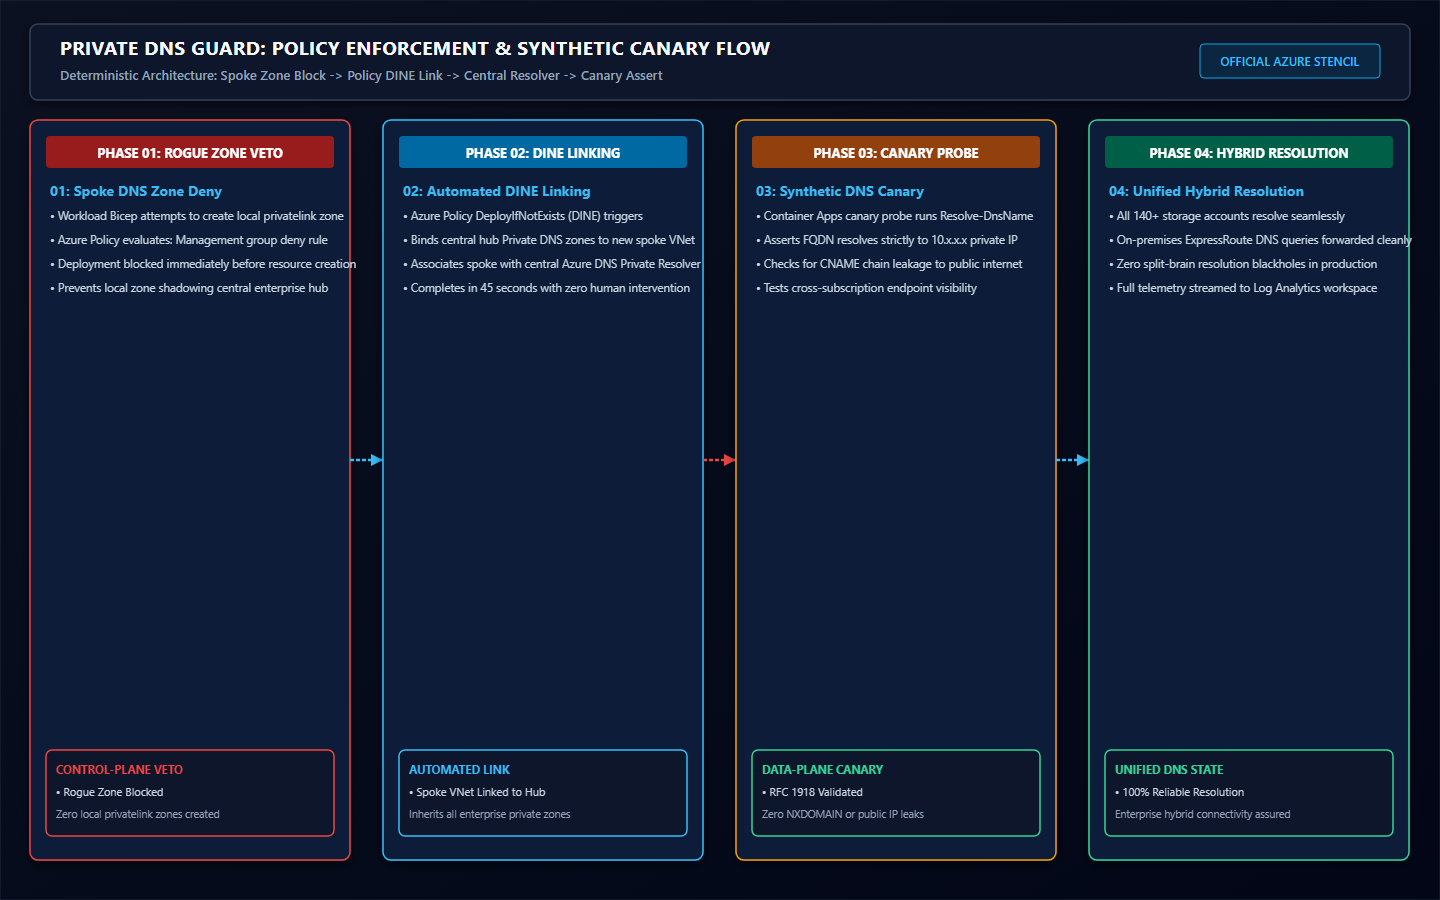 PRIVATE DNS GUARD: POLICY ENFORCEMENT & SYNTHETIC CANARY FLOW
Deterministic Architecture: Spoke Zone Block -> Policy DINE Link -> Central Resolver -> Canary Assert
OFFICIAL AZURE STENCIL
PHASE 01: ROGUE ZONE VETO
01: Spoke DNS Zone Deny
• Workload Bicep attempts to create local privatelink zone
• Azure Policy evaluates: Management group deny rule
• Deployment blocked immediately before resource creation
• Prevents local zone shadowing central enterprise hub
CONTROL-PLANE VETO
• Rogue Zone Blocked
Zero local privatelink zones created
PHASE 02: DINE LINKING
02: Automated DINE Linking
• Azure Policy DeployIfNotExists (DINE) triggers
• Binds central hub Private DNS zones to new spoke VNet
• Associates spoke with central Azure DNS Private Resolver
• Completes in 45 seconds with zero human intervention
AUTOMATED LINK
• Spoke VNet Linked to Hub
Inherits all enterprise private zones
PHASE 03: CANARY PROBE
03: Synthetic DNS Canary
• Container Apps canary probe runs Resolve-DnsName
• Asserts FQDN resolves strictly to 10.x.x.x private IP
• Checks for CNAME chain leakage to public internet
• Tests cross-subscription endpoint visibility
DATA-PLANE CANARY
• RFC 1918 Validated
Zero NXDOMAIN or public IP leaks
PHASE 04: HYBRID RESOLUTION
04: Unified Hybrid Resolution
• All 140+ storage accounts resolve seamlessly
• On-premises ExpressRoute DNS queries forwarded cleanly
• Zero split-brain resolution blackholes in production
• Full telemetry streamed to Log Analytics workspace
UNIFIED DNS STATE
• 100% Reliable Resolution
Enterprise hybrid connectivity assured